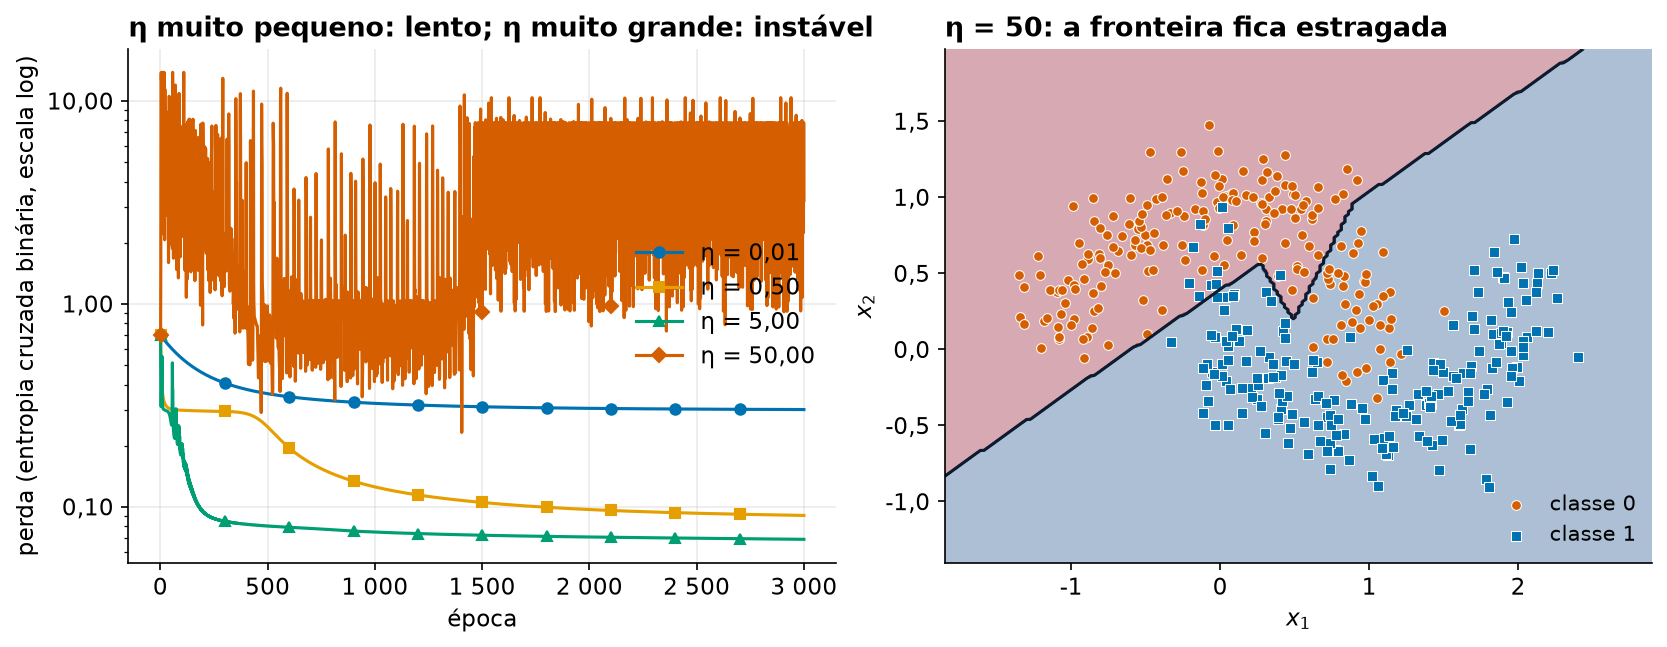 η muito pequeno: lento; η muito grande: instável
perda (entropia cruzada binária, escala log)
10,00
1,00
0,10
0
500
1 000
1 500
2 000
2 500
3 000
época
η = 0,01
η = 0,50
η = 5,00
η = 50,00
η = 50: a fronteira fica estragada
x₂
1,5
1,0
0,5
0,0
-0,5
-1,0
-1
0
1
2
x₁
classe 0
classe 1